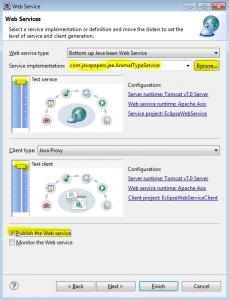 Web Service
Web Services
Select a service implementation or definition and move the sliders to set the level of service and client generation.
Web service type: Bottom up Java bean Web Service
Service implementation: com.javapapers.jee.AnimalTypeService Browse...
Test service
Configuration:
Server runtime: Tomcat v7.0 Server
Web service runtime: Apache Axis
Service project: EclipseWebService
Client type: Java Proxy
Test client
Configuration:
Server runtime: Tomcat v7.0 Server
Web service runtime: Apache Axis
Client project: EclipseWebServiceClient
Publish the Web service
Monitor the Web service
? < Back Next > Finish Cancel